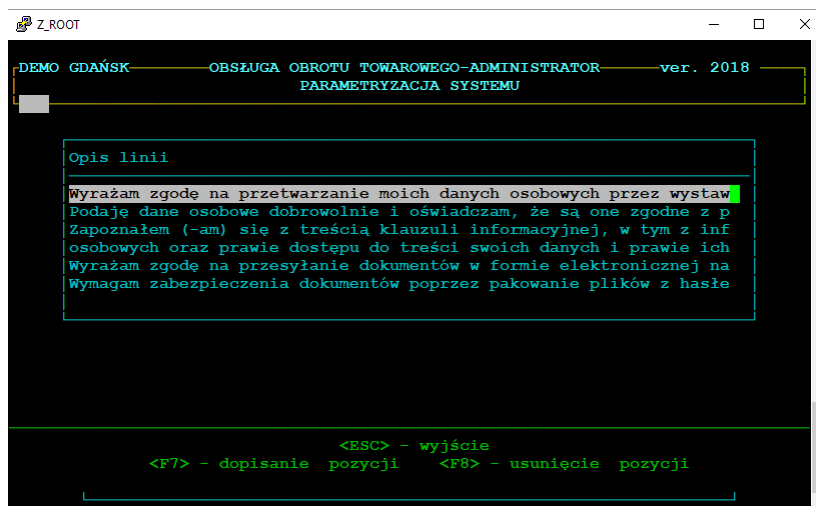 Z_ROOT
DEMO GDAŃSK OBSŁUGA OBROTU TOWAROWEGO-ADMINISTRATOR ver. 2018
PARAMETRYZACJA SYSTEMU
Opis linii
Wyrażam zgodę na przetwarzanie moich danych osobowych przez wystaw
Podaję dane osobowe dobrowolnie i oświadczam, że są one zgodne z p
Zapoznałem (-am) się z treścią klauzuli informacyjnej, w tym z inf
osobowych oraz prawie dostępu do treści swoich danych i prawie ich
Wyrażam zgodę na przesyłanie dokumentów w formie elektronicznej na
Wymagam zabezpieczenia dokumentów poprzez pakowanie plików z hasłe
<ESC> - wyjście
<F7> - dopisanie pozycji <F8> - usunięcie pozycji